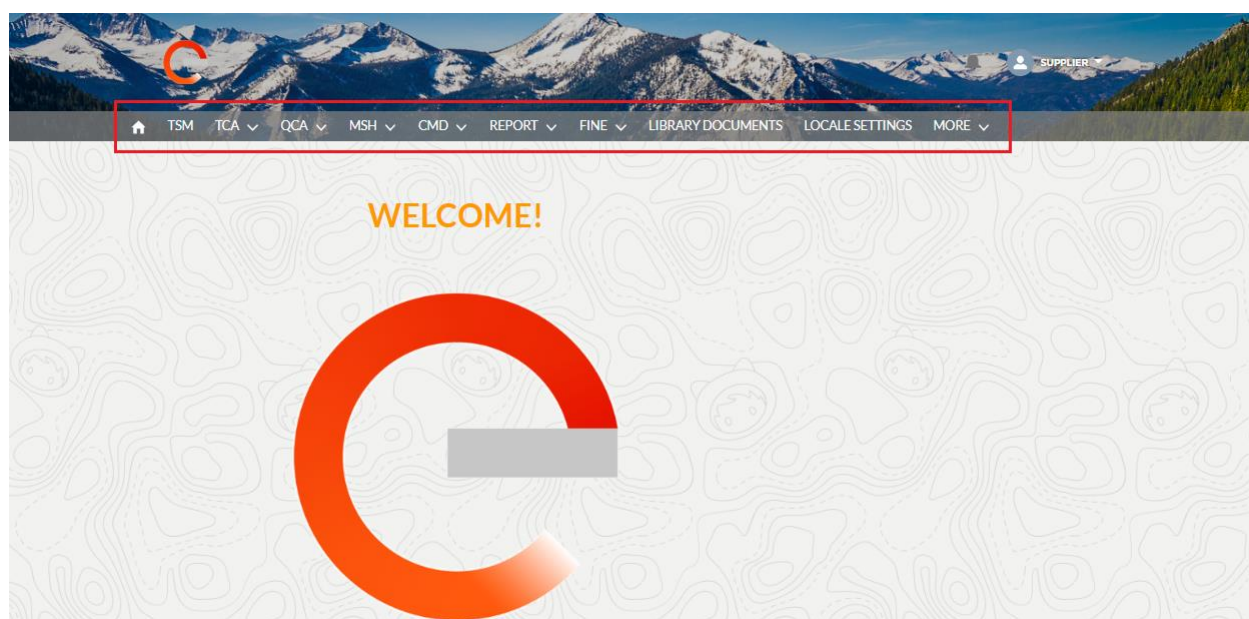 SUPPLIER
TSM TCA QCA MSH CMD REPORT FINE LIBRARY DOCUMENTS LOCALE SETTINGS MORE
WELCOME!